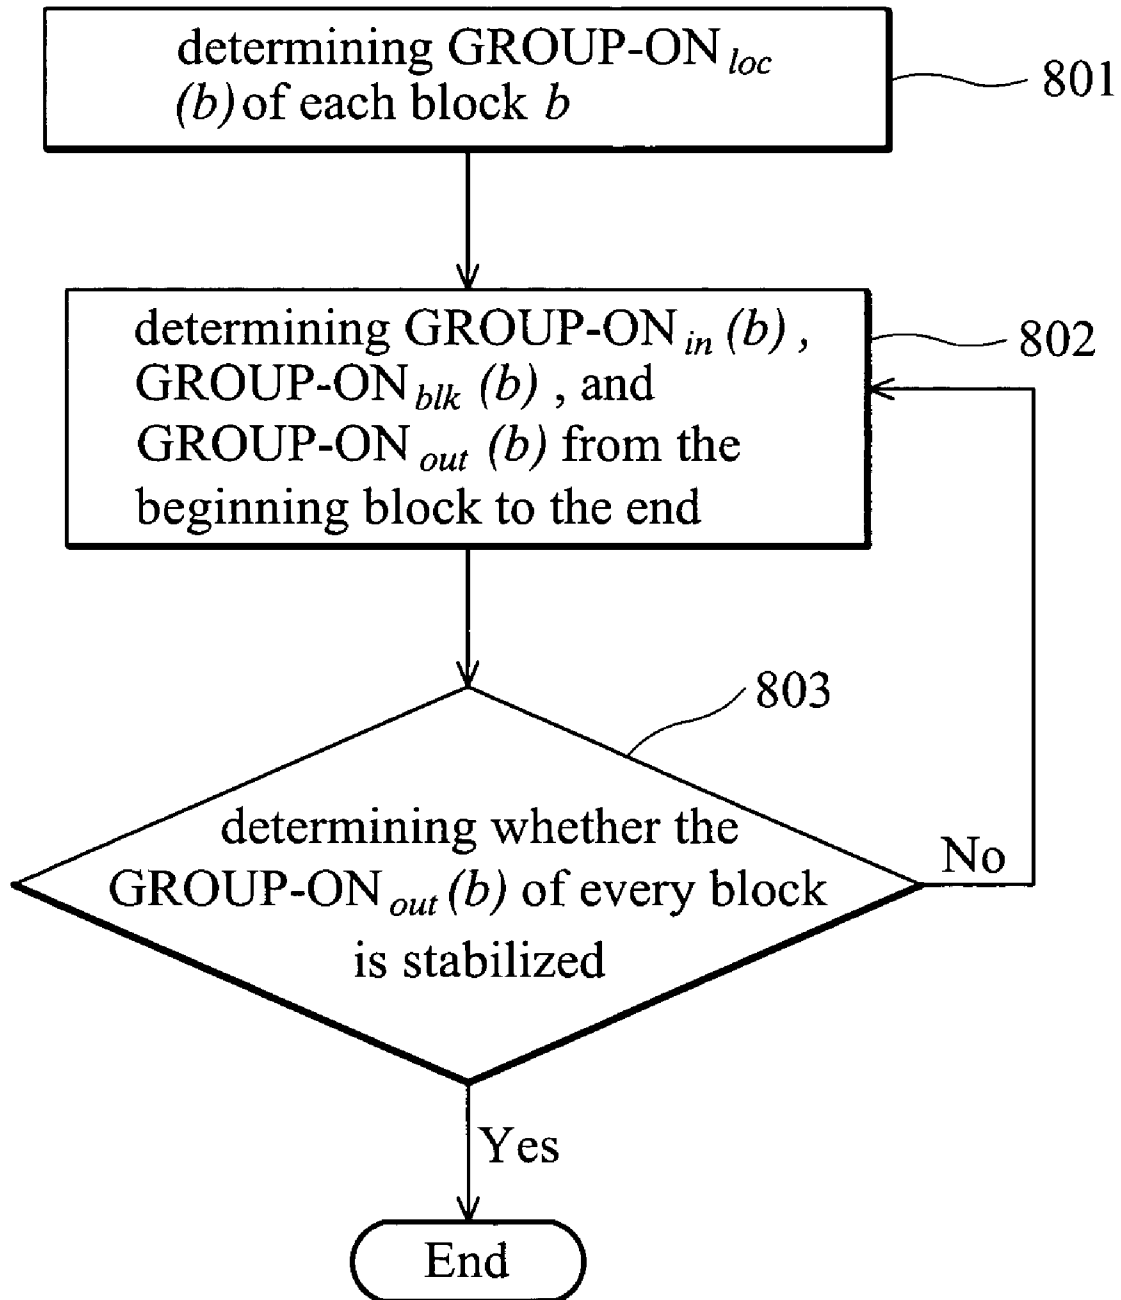 determining GROUP-ON loc
(b) of each block b
801
determining GROUP-ON in (b) ,
GROUP-ON blk (b) , and
GROUP-ON out (b) from the
beginning block to the end
802
803
determining whether the
GROUP-ON out (b) of every block
is stabilized
No
Yes
End